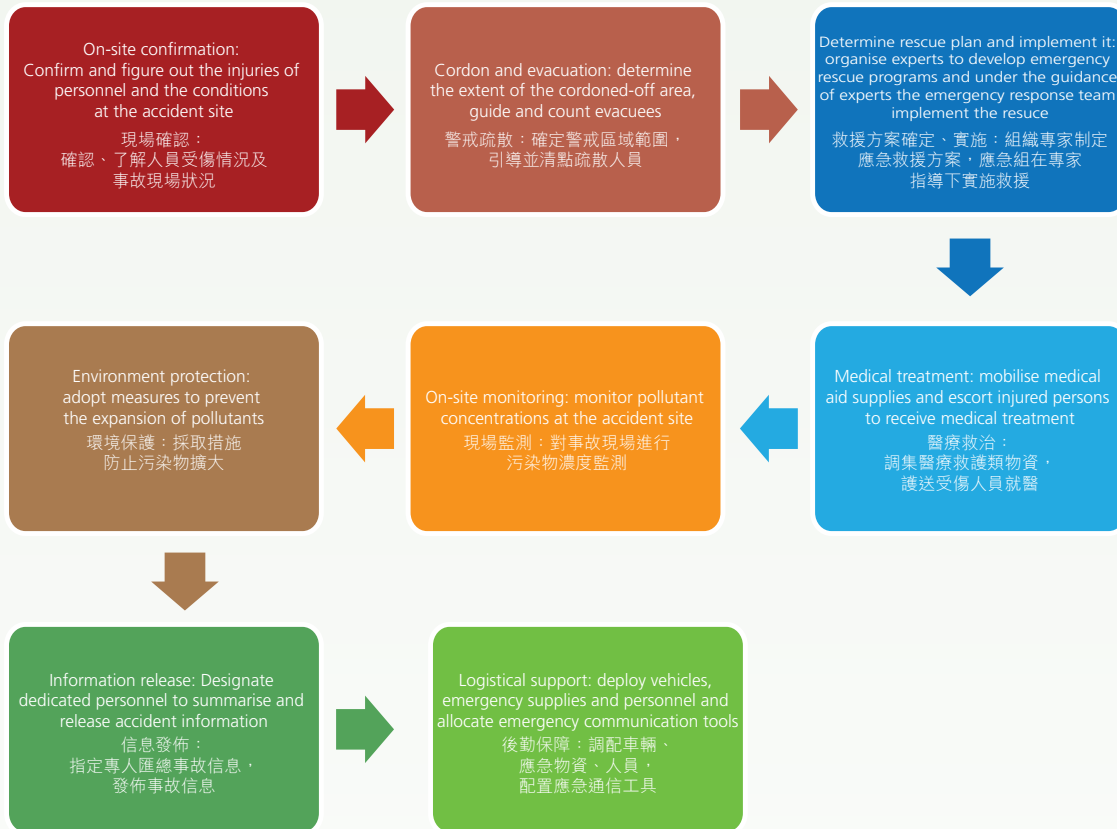 On-site confirmation:
Confirm and figure out the injuries of
personnel and the conditions
at the accident site
現場確認：
確認、了解人員受傷情況及
事故現場狀況
Cordon and evacuation: determine
the extent of the cordoned-off area,
guide and count evacuees
警戒疏散：確定警戒區域範圍，
引導並清點疏散人員
Determine rescue plan and implement it:
organise experts to develop emergency
rescue programs and under the guidance
of experts the emergency response team
implement the resuce
救援方案確定、實施：組織專家制定
應急救援方案，應急組在專家
指導下實施救援
Medical treatment: mobilise medical
aid supplies and escort injured persons
to receive medical treatment
醫療救治：
調集醫療救護類物資，
護送受傷人員就醫
On-site monitoring: monitor pollutant
concentrations at the accident site
現場監測：對事故現場進行
污染物濃度監測
Environment protection:
adopt measures to prevent
the expansion of pollutants
環境保護：採取措施
防止污染物擴大
Information release: Designate
dedicated personnel to summarise and
release accident information
信息發佈：
指定專人匯總事故信息，
發佈事故信息
Logistical support: deploy vehicles,
emergency supplies and personnel and
allocate emergency communication tools
後勤保障：調配車輛、
應急物資、人員，
配置應急通信工具